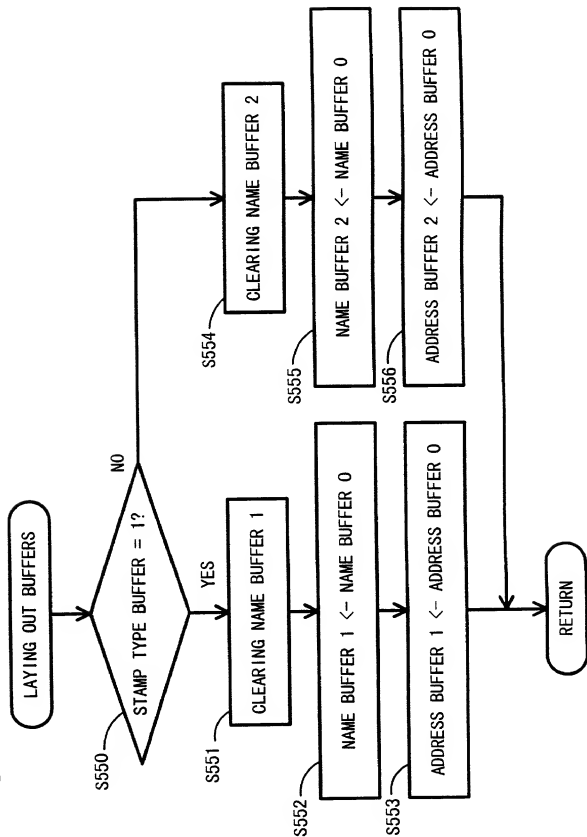 LAYING OUT BUFFERS
S550
STAMP TYPE BUFFER = 1?
NO
YES
S551
CLEARING NAME BUFFER 1
S552
NAME BUFFER 1 <- NAME BUFFER 0
S553
ADDRESS BUFFER 1 <- ADDRESS BUFFER 0
S554
CLEARING NAME BUFFER 2
S555
NAME BUFFER 2 <- NAME BUFFER 0
S556
ADDRESS BUFFER 2 <- ADDRESS BUFFER 0
RETURN